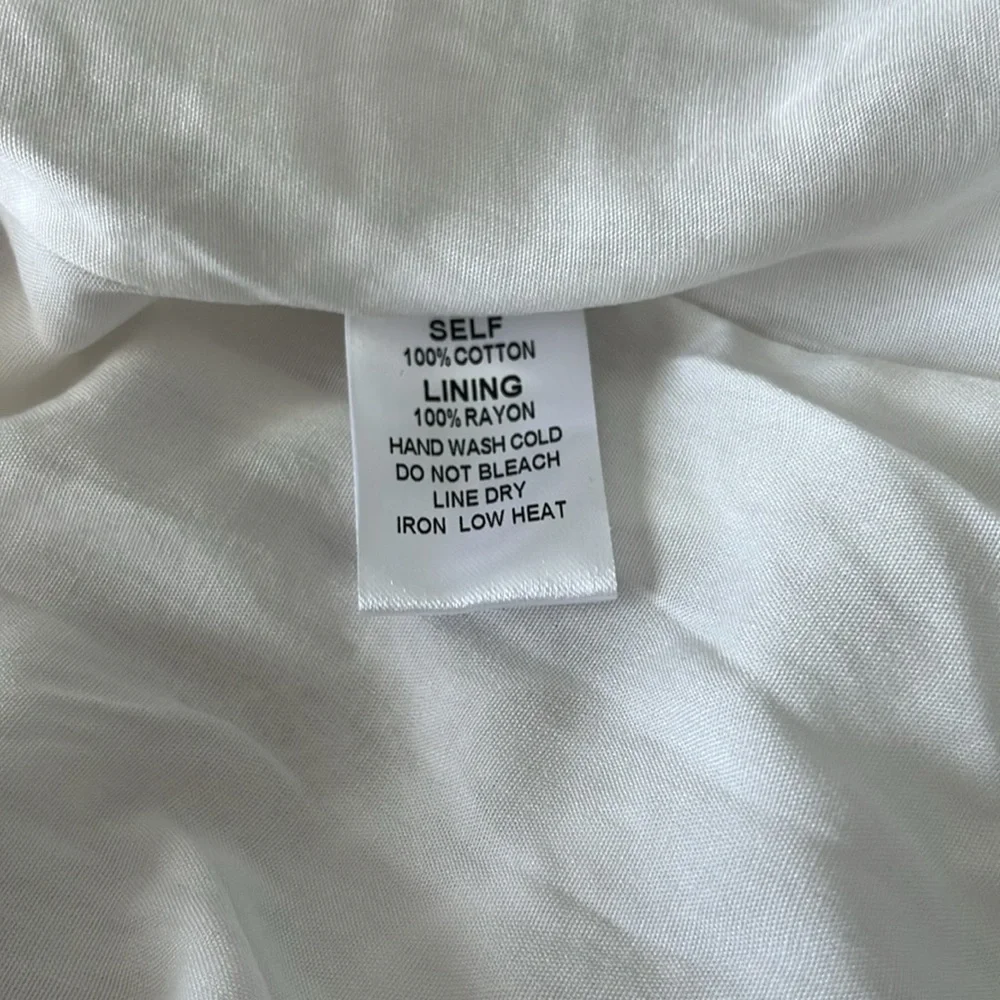 SELF
100% COTTON
LINING
100% RAYON
HAND WASH COLD
DO NOT BLEACH
LINE DRY
IRON LOW HEAT